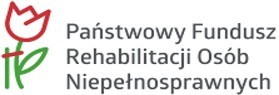 Państwowy Fundusz
Rehabilitacji Osób
Niepełnosprawnych